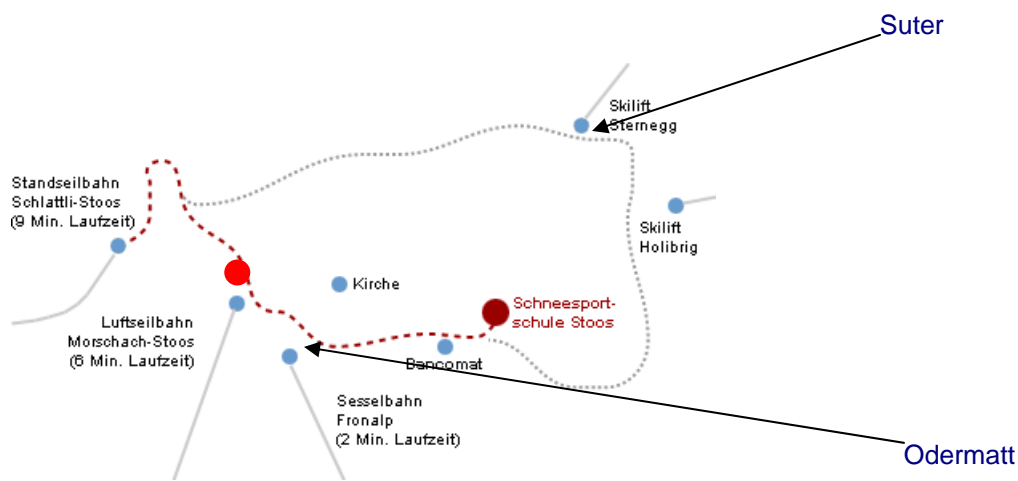 Suter
Skilift
Sternegg
Standseilbahn
Schlattli-Stoos
(9 Min. Laufzeit)
Skilift
Holibrig
Kirche
Schneesport-
schule Stoos
Luftseilbahn
Morschach-Stoos
(6 Min. Laufzeit)
Bancomat
Sesselbahn
Fronalp
(2 Min. Laufzeit)
Odermatt